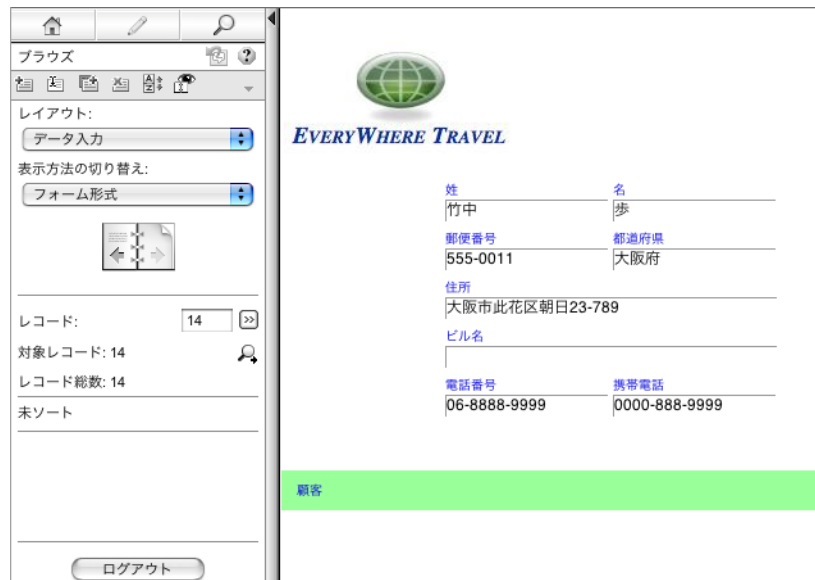 ブラウズ
レイアウト:
データ入力
表示方法の切り替え:
フォーム形式
レコード: 14
対象レコード: 14
レコード総数: 14
未ソート
ログアウト
EVERYWHERE TRAVEL
姓 名
竹中 歩
郵便番号 都道府県
555-0011 大阪府
住所
大阪市此花区朝日23-789
ビル名
電話番号 携帯電話
06-8888-9999 0000-888-9999
顧客